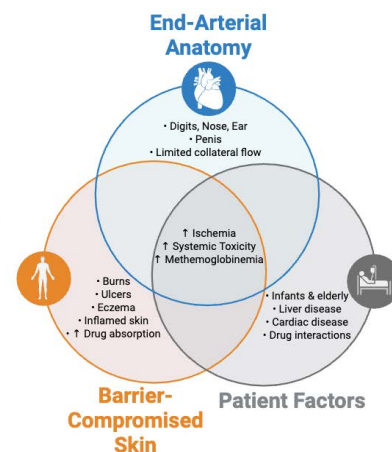 End-Arterial
Anatomy
• Digits, Nose, Ear
• Penis
• Limited collateral flow
↑ Ischemia
↑ Systemic Toxicity
↑ Methemoglobinemia
• Burns
• Ulcers
• Eczema
• Inflamed skin
• ↑ Drug absorption
• Infants & elderly
• Liver disease
• Cardiac disease
• Drug interactions
Barrier-
Compromised
Skin
Patient Factors